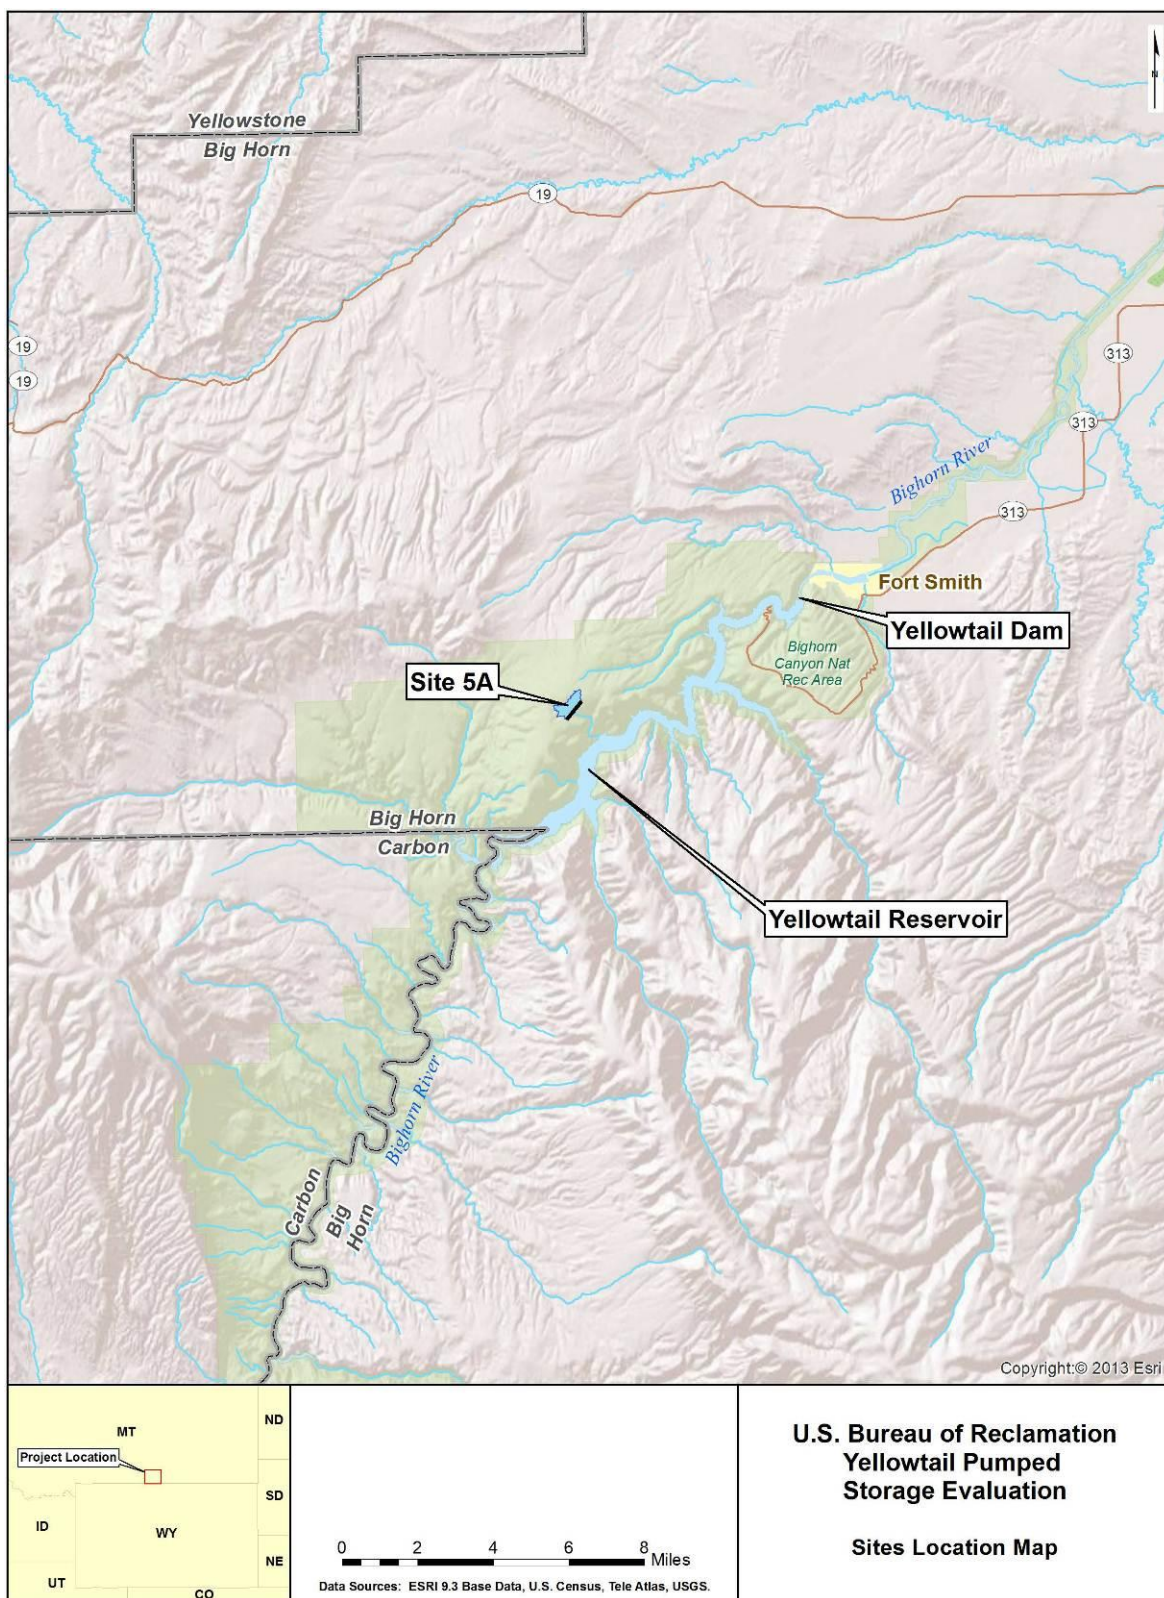 N
Yellowstone
Big Horn
19
19
19
313
313
313
Bighorn River
Fort Smith
Yellowtail Dam
Bighorn
Canyon Nat
Rec Area
Site 5A
Big Horn
Carbon
Yellowtail Reservoir
Bighorn River
Carbon
Big
Horn
Copyright:© 2013 Esri
MT
ND
Project Location
SD
ID
WY
NE
UT
CO
0 2 4 6 8
Miles
Data Sources: ESRI 9.3 Base Data, U.S. Census, Tele Atlas, USGS.
U.S. Bureau of Reclamation
Yellowtail Pumped
Storage Evaluation
Sites Location Map